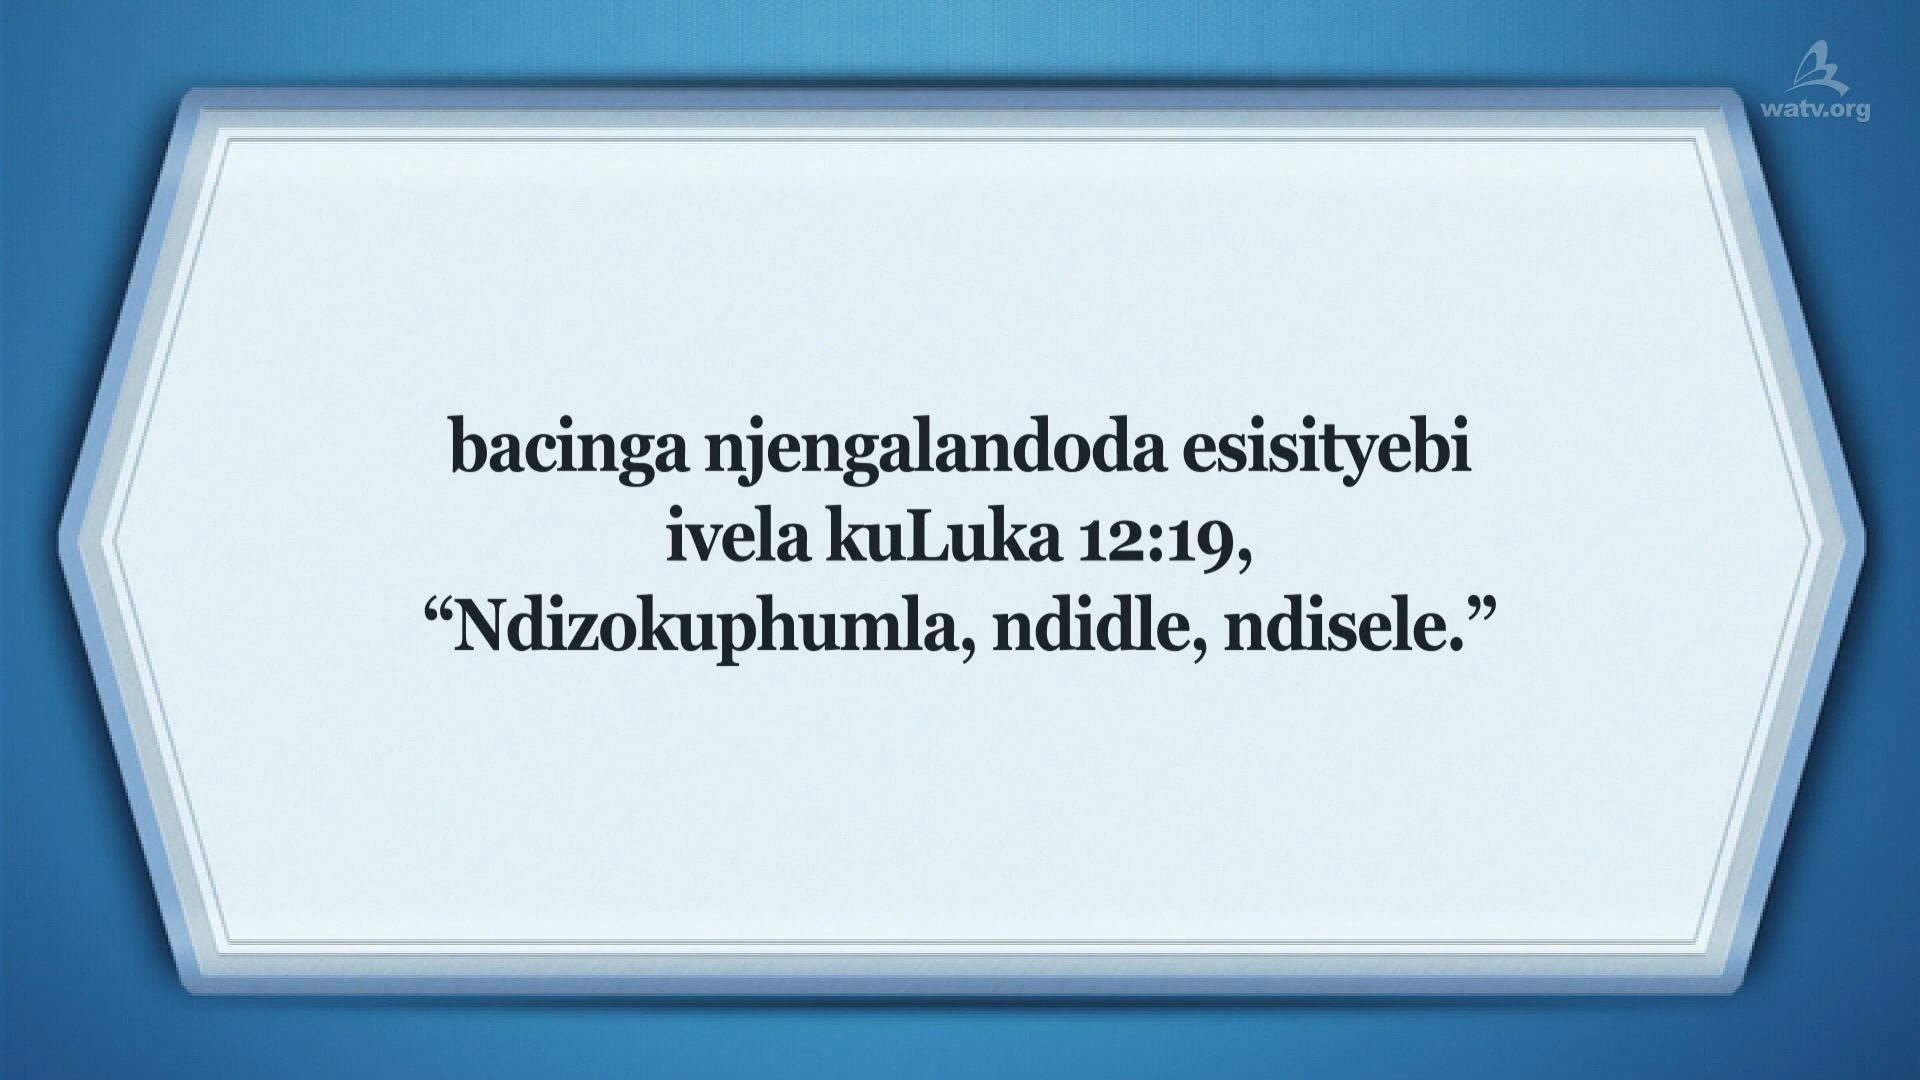 watv.org
bacinga njengalandoda esisityebi
ivela kuLuka 12:19,
“Ndizokuphumla, ndidle, ndisele.”